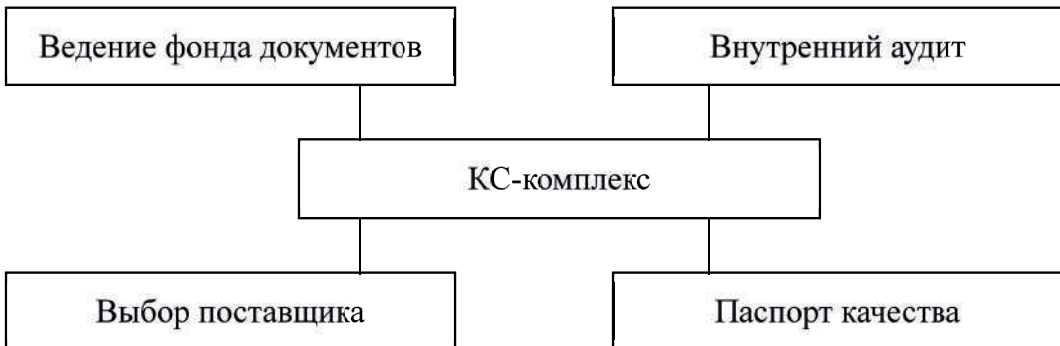 Ведение фонда документов
Внутренний аудит
КС-комплекс
Выбор поставщика
Паспорт качества